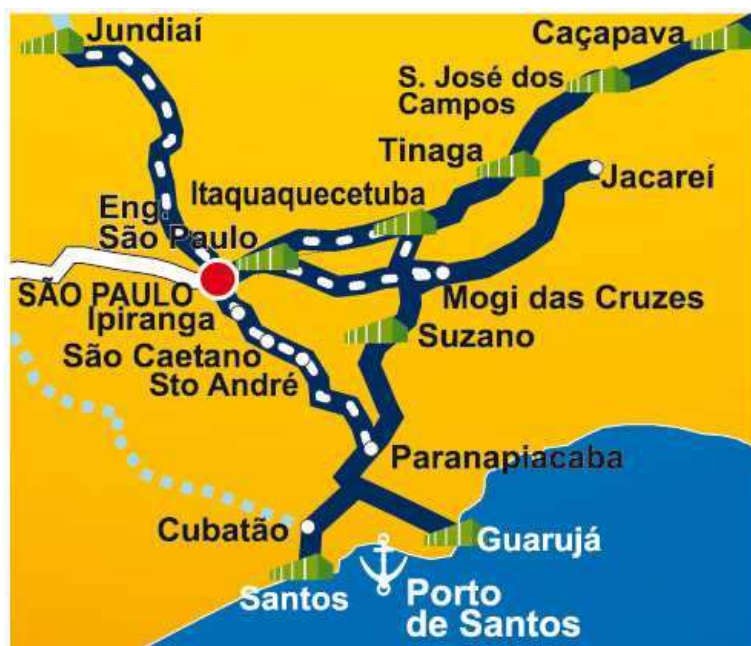 Jundiaí
Caçapava
S. José dos
Campos
Tinaga
Jacareí
Itaquaquecetuba
Eng.
São Paulo
SÃO PAULO
Ipiranga
Mogi das Cruzes
São Caetano
Suzano
Sto André
Paranapiacaba
Cubatão
Guarujá
Santos
Porto
de Santos